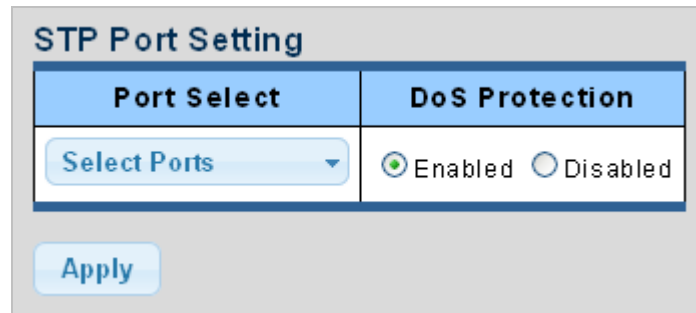 STP Port Setting
Port Select DoS Protection
Select Ports Enabled Disabled
Apply